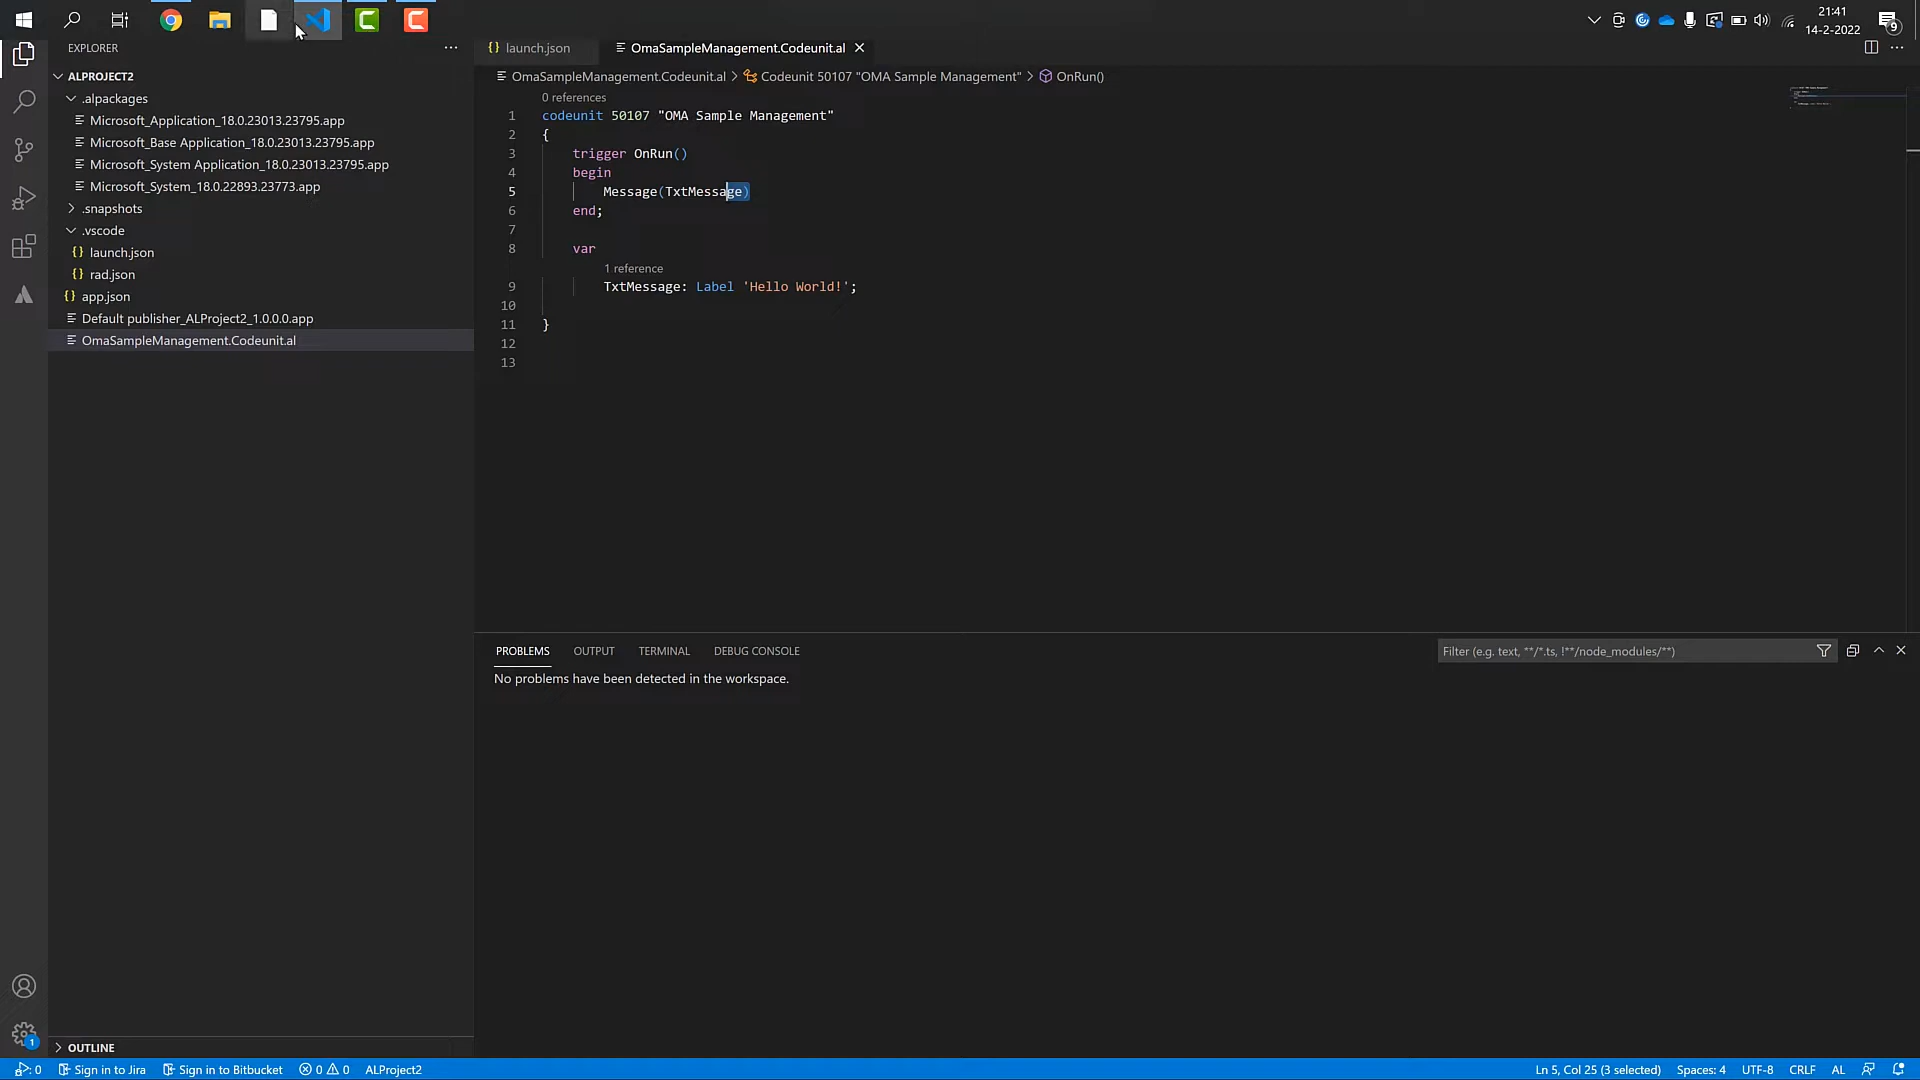 21:41
14-2-2022
9
EXPLORER
ALPROJECT2
.alpackages
Microsoft_Application_18.0.23013.23795.app
Microsoft_Base Application_18.0.23013.23795.app
Microsoft_System Application_18.0.23013.23795.app
Microsoft_System_18.0.22893.23773.app
.snapshots
.vscode
{} launch.json
{} rad.json
{} app.json
Default publisher_ALProject2_1.0.0.0.app
OmaSampleManagement.Codeunit.al
OUTLINE
1
{} launch.json
OmaSampleManagement.Codeunit.al
OmaSampleManagement.Codeunit.al > Codeunit 50107 "OMA Sample Management" > OnRun()
0 references
1 codeunit 50107 "OMA Sample Management"
2 {
3 trigger OnRun()
4 begin
5 Message(TxtMessage)
6 end;
7
8 var
1 reference
9 TxtMessage: Label 'Hello World!';
10
11 }
12
13
PROBLEMS OUTPUT TERMINAL DEBUG CONSOLE
Filter (e.g. text, **/*.ts, !**/node_modules/**)
No problems have been detected in the workspace.
0 Sign in to Jira Sign in to Bitbucket 0 0 ALProject2
Ln 5, Col 25 (3 selected) Spaces: 4 UTF-8 CRLF AL